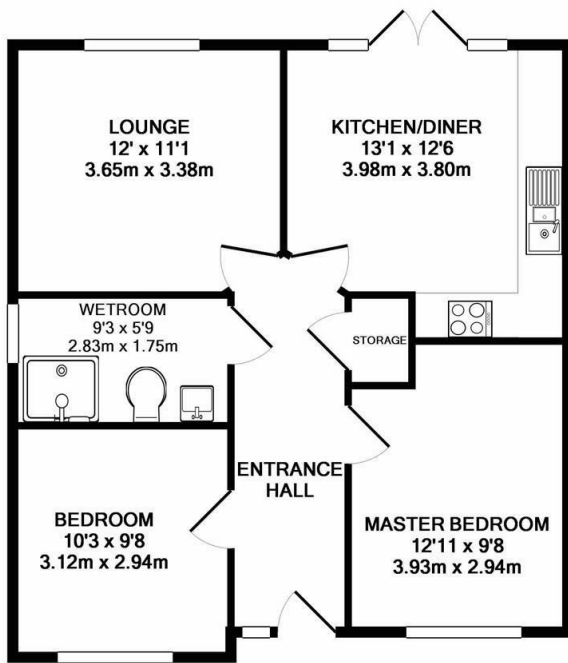 LOUNGE
12' x 11'1
3.65m x 3.38m
KITCHEN/DINER
13'1 x 12'6
3.98m x 3.80m
WETROOM
9'3 x 5'9
2.83m x 1.75m
STORAGE
ENTRANCE
HALL
BEDROOM
10'3 x 9'8
3.12m x 2.94m
MASTER BEDROOM
12'11 x 9'8
3.93m x 2.94m